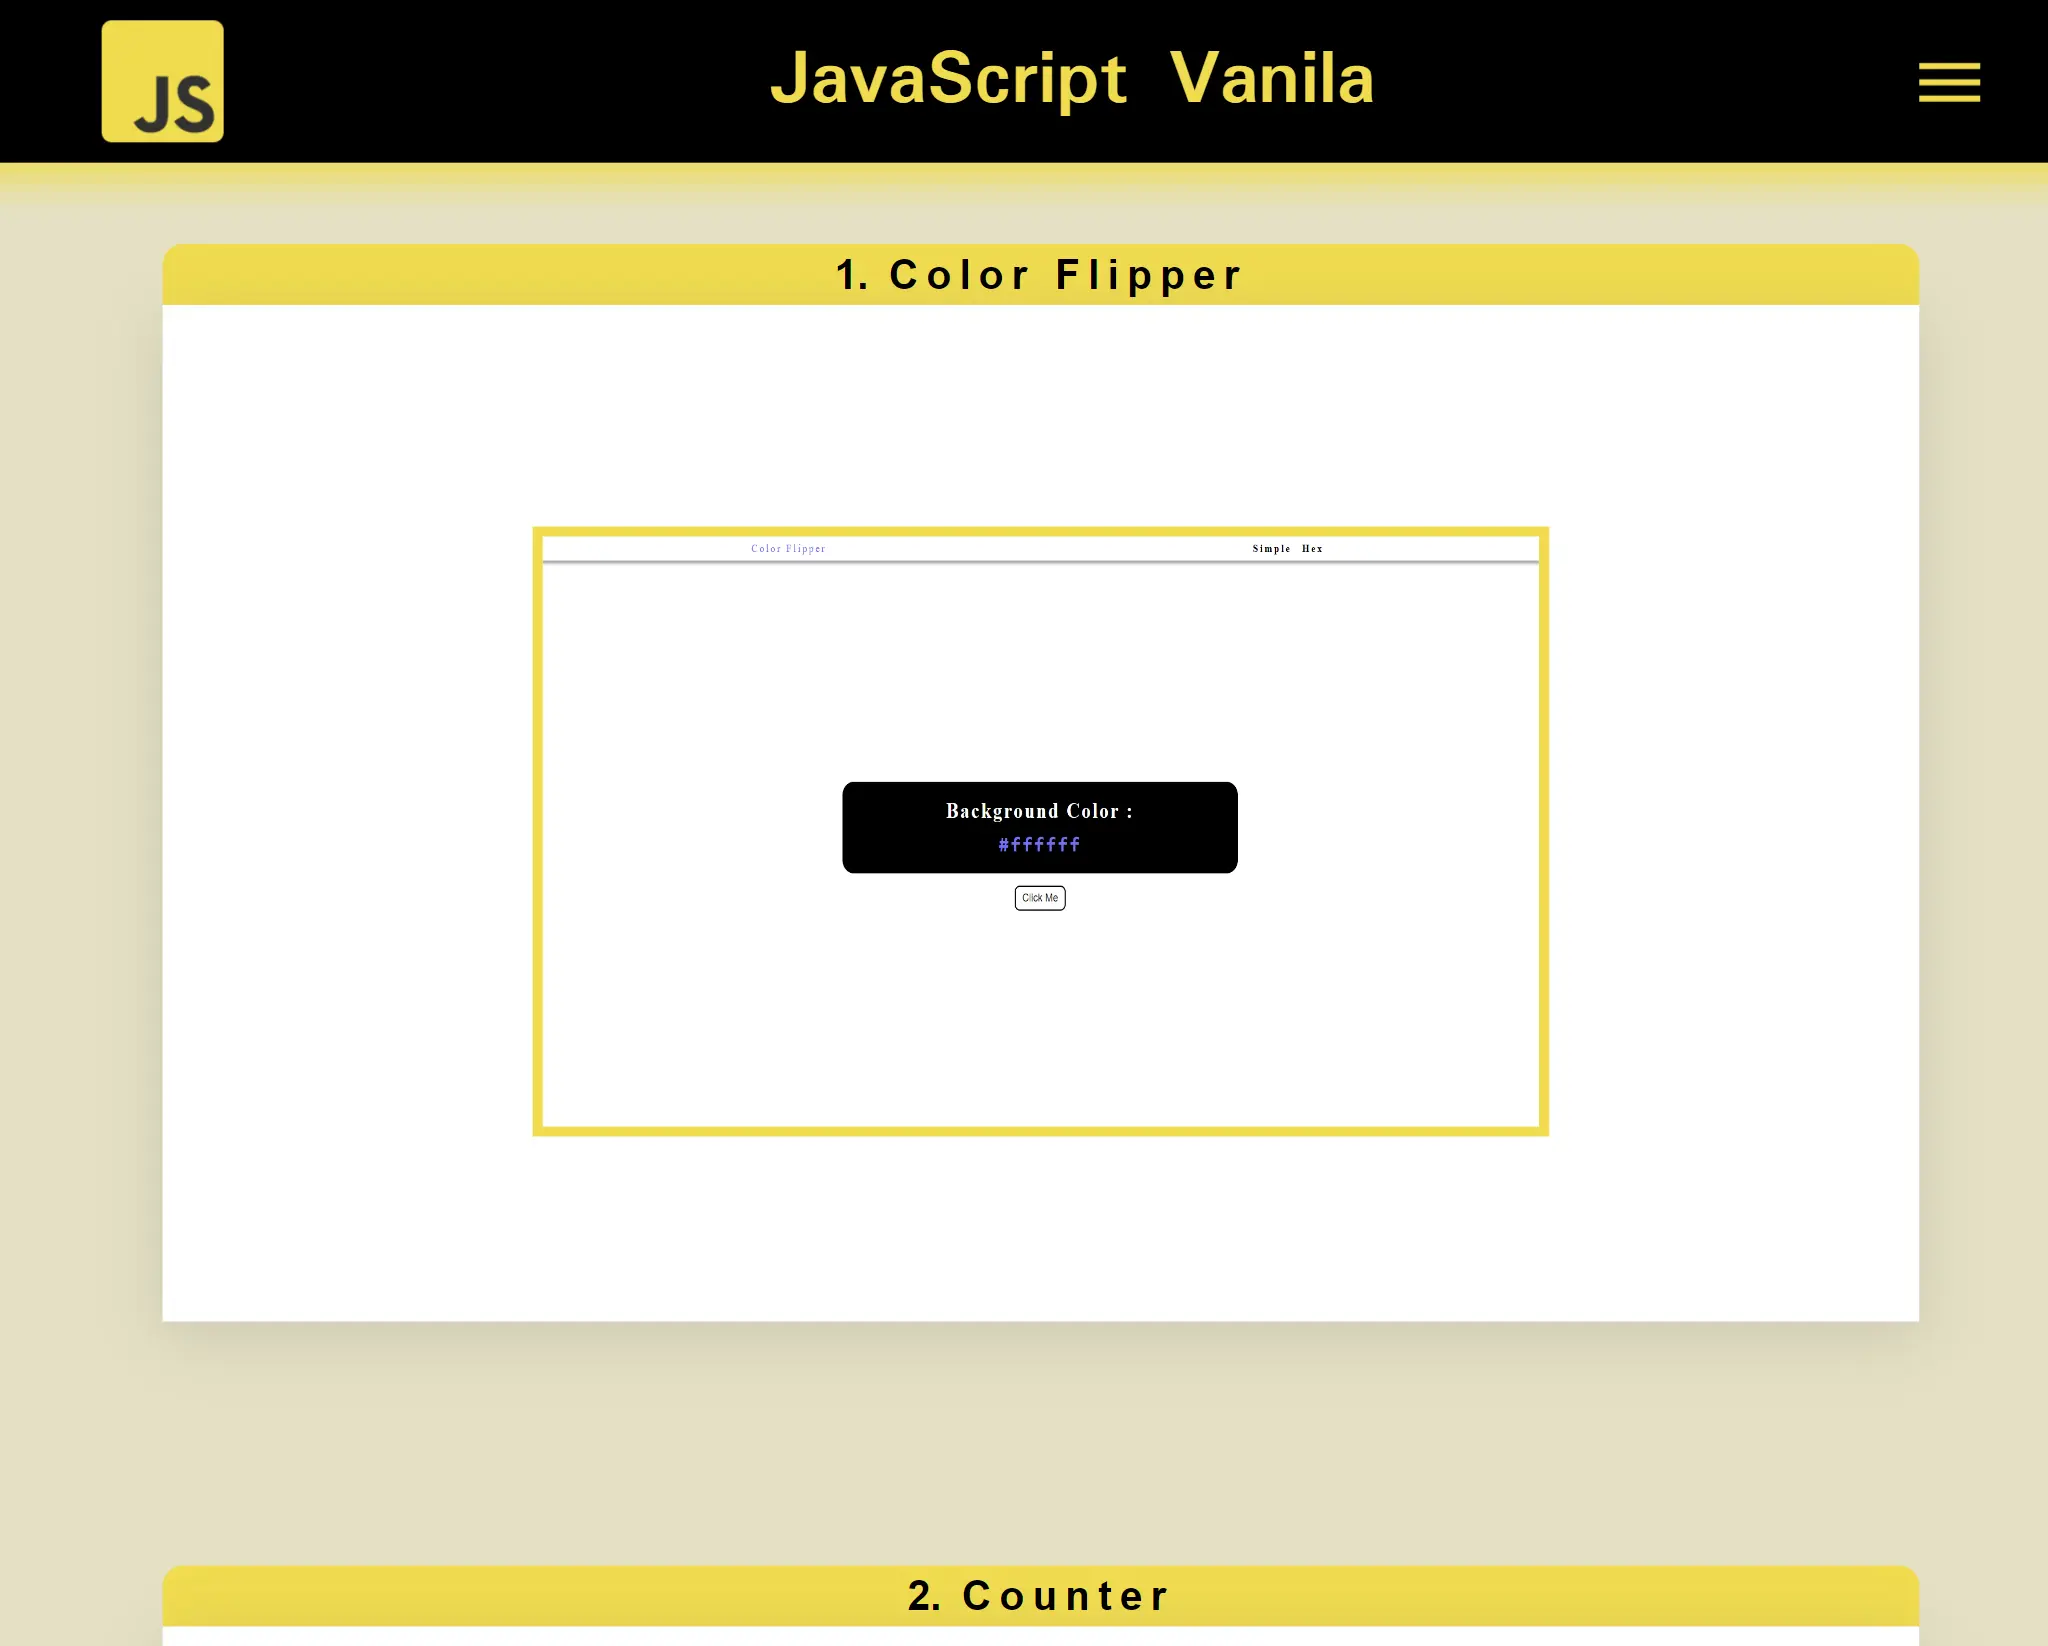 JS
JavaScript Vanila
1. Color Flipper
Color Flipper
Simple Hex
Background Color :
#ffffff
Click Me
2. Counter